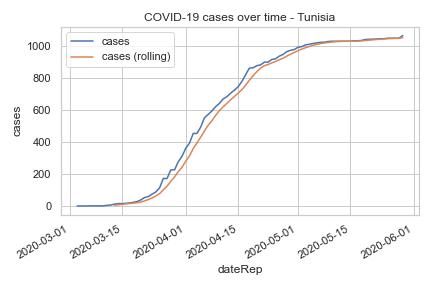 COVID-19 cases over time - Tunisia
cases
cases (rolling)
1000
800
600
400
200
0
cases
2020-03-01
2020-03-15
2020-04-01
2020-04-15
2020-05-01
2020-05-15
2020-06-01
dateRep